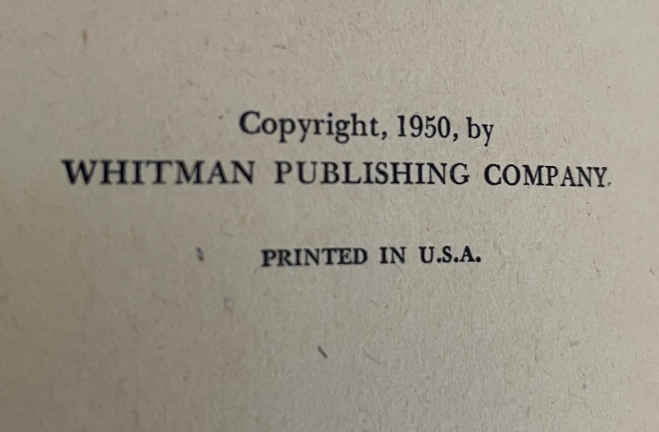 Copyright, 1950, by
WHITMAN PUBLISHING COMPANY.
PRINTED IN U.S.A.